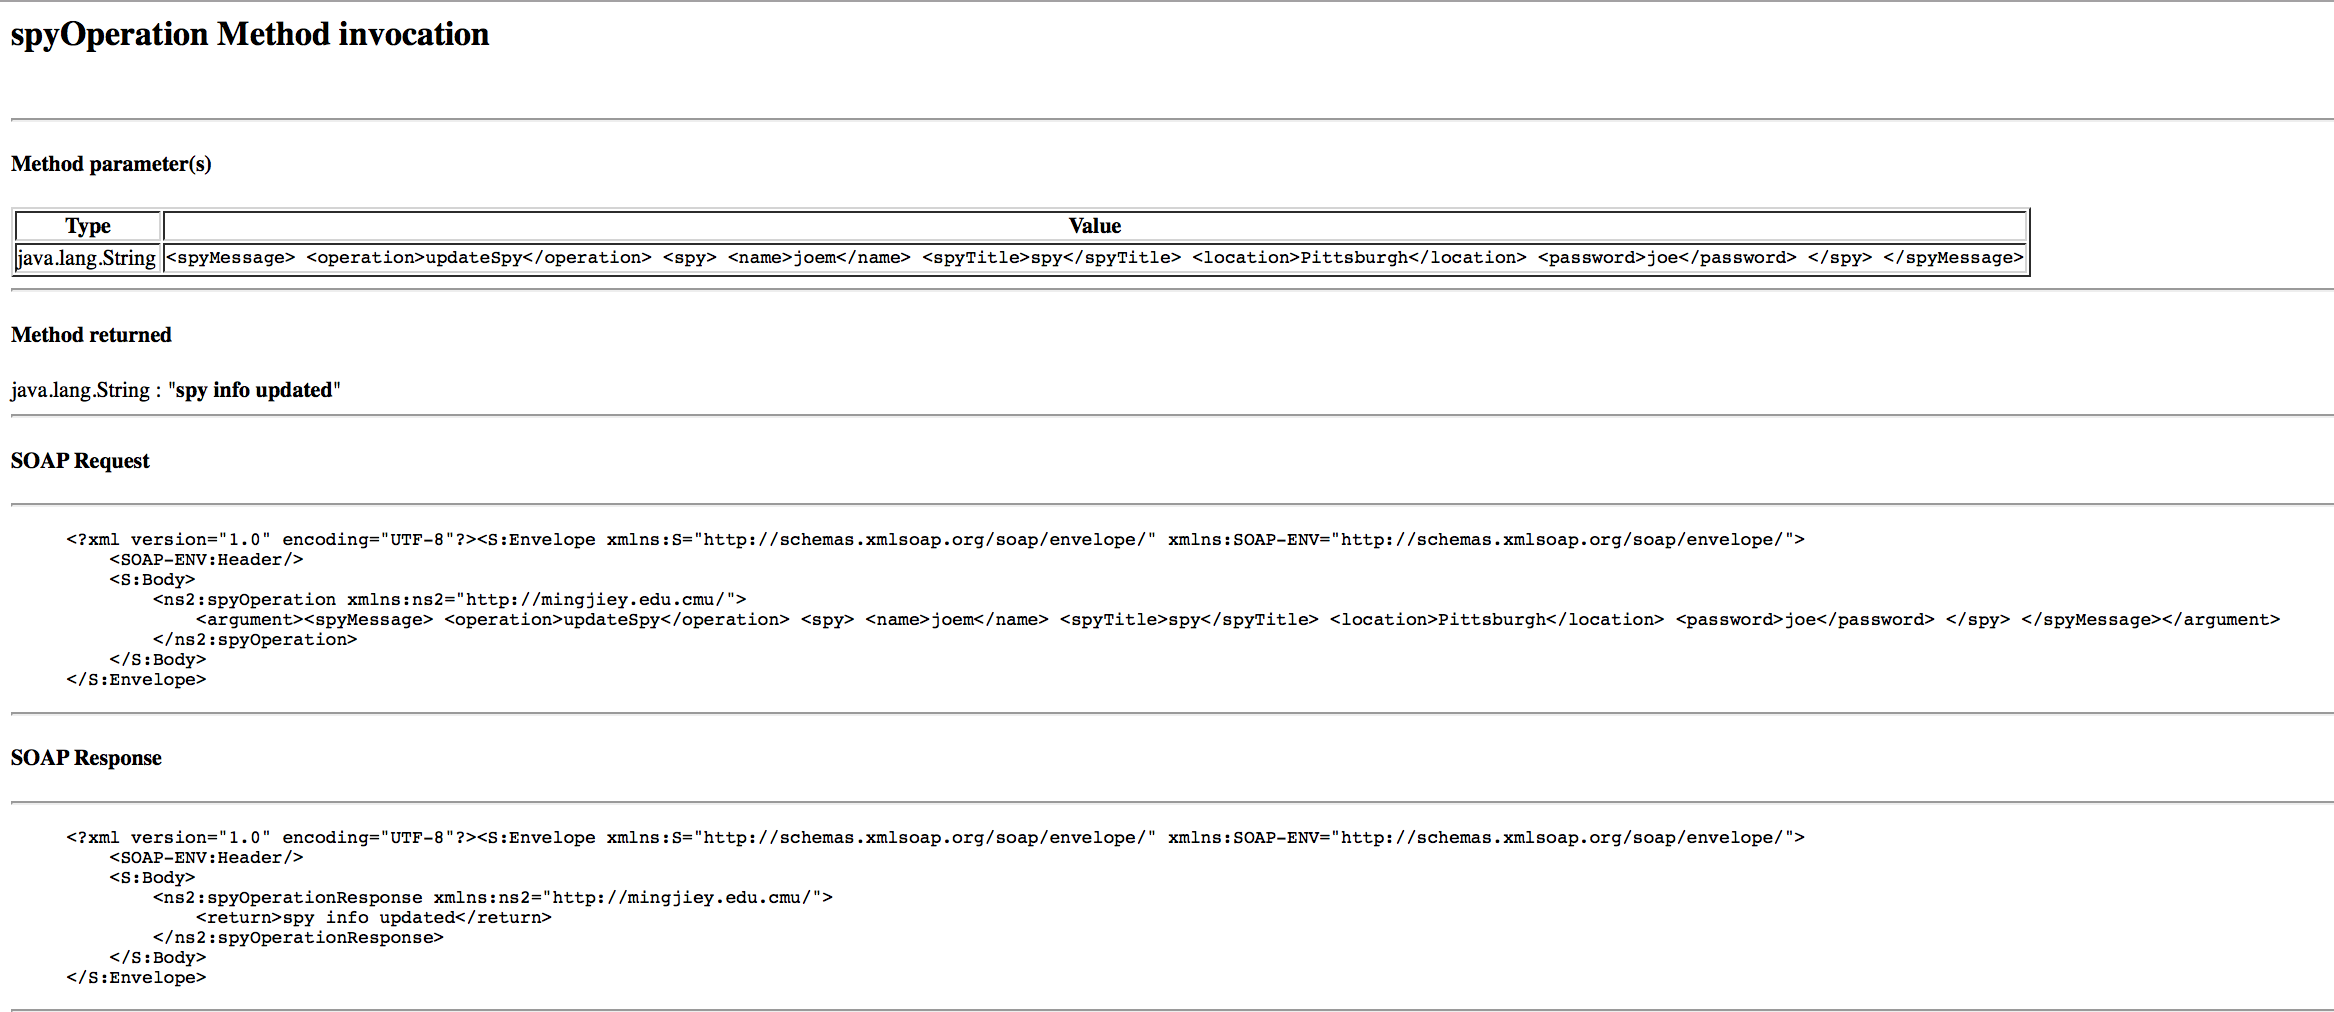 spyOperation Method invocation
Method parameter(s)
Type Value
java.lang.String <spyMessage> <operation>updateSpy</operation> <spy> <name>joem</name> <spyTitle>spy</spyTitle> <location>Pittsburgh</location> <password>joe</password> </spy> </spyMessage>
Method returned
java.lang.String : "spy info updated"
SOAP Request
<?xml version="1.0" encoding="UTF-8"?><S:Envelope xmlns:S="http://schemas.xmlsoap.org/soap/envelope/" xmlns:SOAP-ENV="http://schemas.xmlsoap.org/soap/envelope/">
<SOAP-ENV:Header/>
<S:Body>
<ns2:spyOperation xmlns:ns2="http://mingjiey.edu.cmu/">
<argument><spyMessage> <operation>updateSpy</operation> <spy> <name>joem</name> <spyTitle>spy</spyTitle> <location>Pittsburgh</location> <password>joe</password> </spy> </spyMessage></argument>
</ns2:spyOperation>
</S:Body>
</S:Envelope>
SOAP Response
<?xml version="1.0" encoding="UTF-8"?><S:Envelope xmlns:S="http://schemas.xmlsoap.org/soap/envelope/" xmlns:SOAP-ENV="http://schemas.xmlsoap.org/soap/envelope/">
<SOAP-ENV:Header/>
<S:Body>
<ns2:spyOperationResponse xmlns:ns2="http://mingjiey.edu.cmu/">
<return>spy info updated</return>
</ns2:spyOperationResponse>
</S:Body>
</S:Envelope>